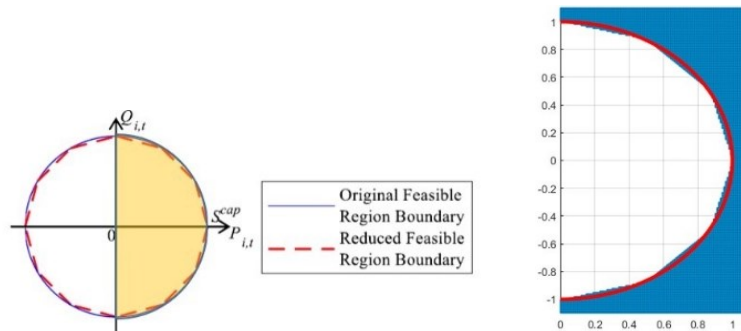 Q i,t
S cap
0
P i,t
Original Feasible
Region Boundary
Reduced Feasible
Region Boundary
1
0.8
0.6
0.4
0.2
0
-0.2
-0.4
-0.6
-0.8
-1
0 0.2 0.4 0.6 0.8 1